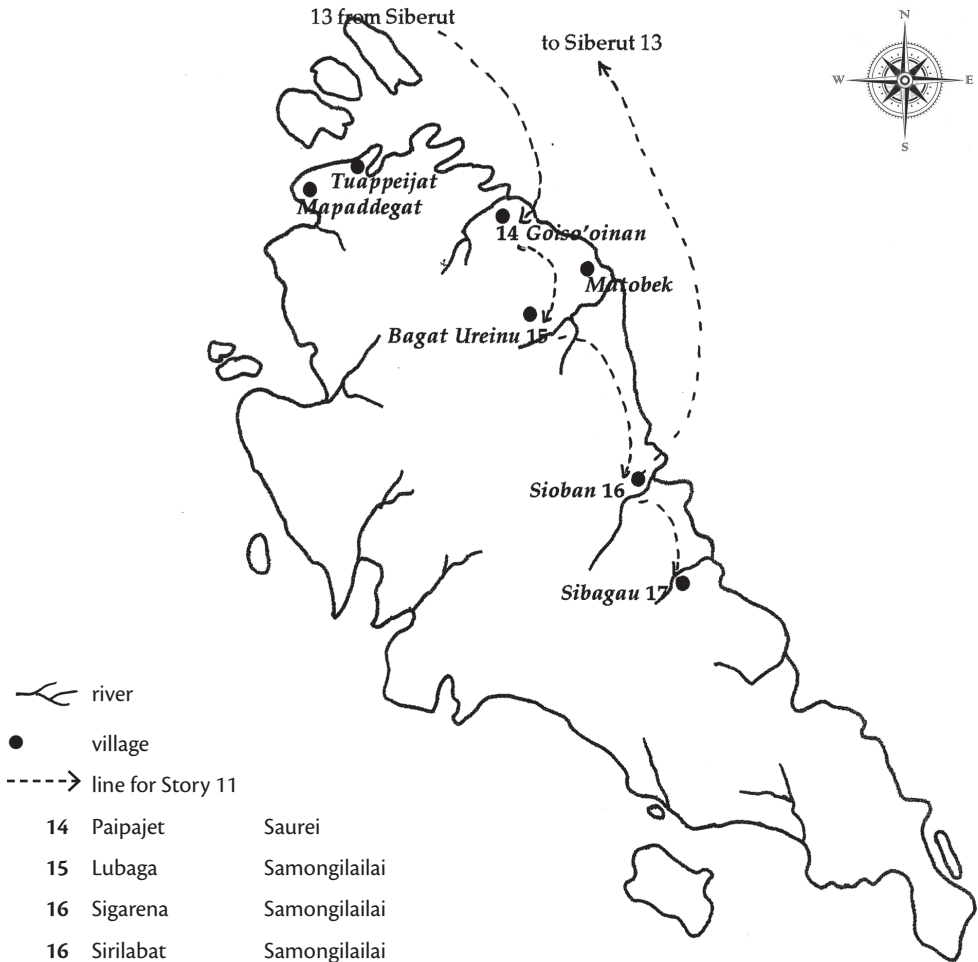 13 from Siberut
to Siberut 13
N
W
E
S
Tuappeijat
Mapaddegat
14 Goiso'oinan
Matobek
Bagat Ureinu 15
Sioban 16
Sibagau 17
river
village
line for Story 11
14 Paipajet Saurei
15 Lubaga Samongilailai
16 Sigarena Samongilailai
16 Sirilabat Samongilailai